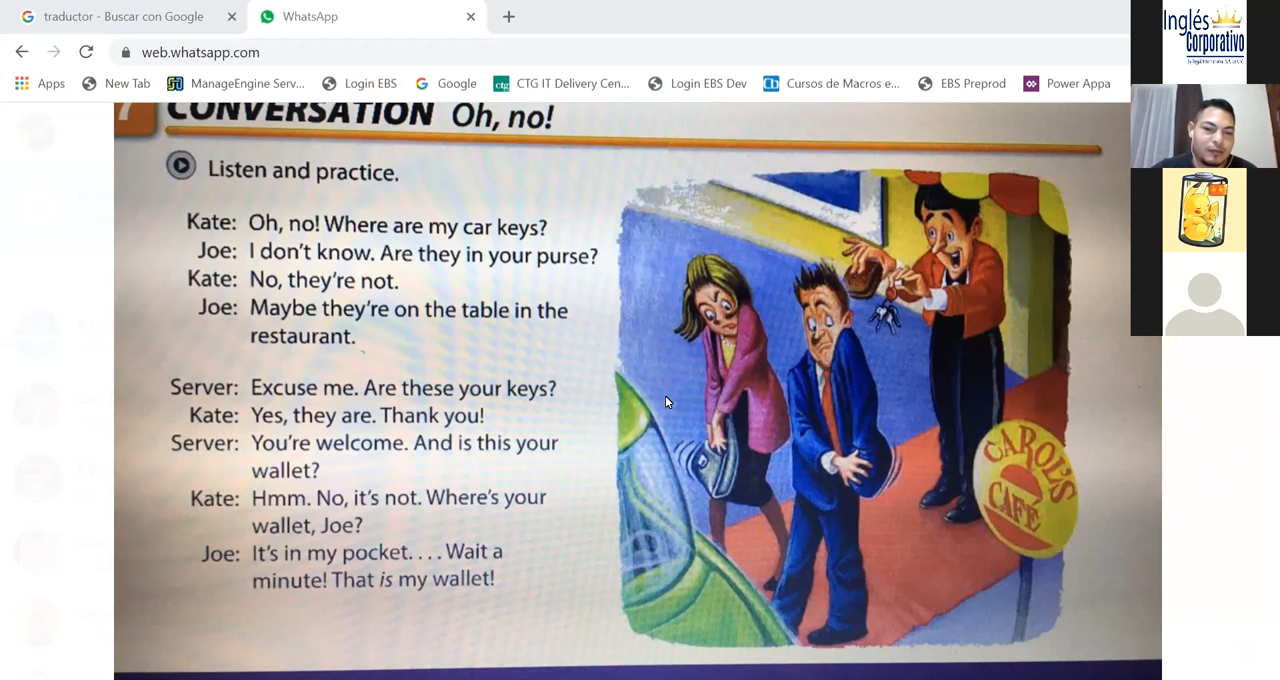 traductor - Buscar con Google
WhatsApp
web.whatsapp.com
Apps
New Tab
ManageEngine Serv...
Login EBS
Google
CTG IT Delivery Cen...
Login EBS Dev
Cursos de Macros e...
EBS Preprod
Power Apps
Inglés
Corporativo
7 CONVERSATION Oh, no!
Listen and practice.
Kate: Oh, no! Where are my car keys?
Joe: I don't know. Are they in your purse?
Kate: No, they're not.
Joe: Maybe they're on the table in the
restaurant.
Server: Excuse me. Are these your keys?
Kate: Yes, they are. Thank you!
Server: You're welcome. And is this your
wallet?
Kate: Hmm. No, it's not. Where's your
wallet, Joe?
Joe: It's in my pocket. . . . Wait a
minute! That is my wallet!
CAROL'S
CAFÉ